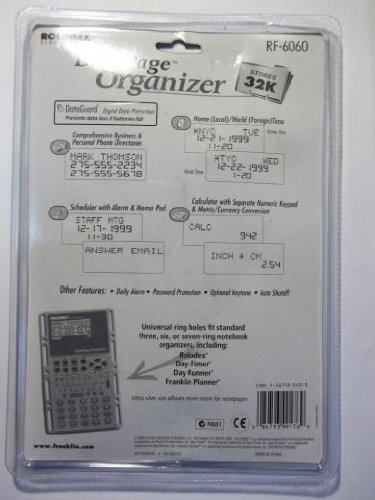 ROLODEX
RF-6060
Organizer
STORES
32K
DataGuard™ Digital Data Protection
Prevents data loss if batteries fail
Comprehensive Business &
Personal Phone Directories
MARK THOMSON
275-555-2234
275-555-5678
Home (Local)/World (Foreign)Time
HNYC TUE
12-21-1999
11-20
Home Time
HTYO WED
12-22-1999
1-20
World Time
Scheduler with Alarm & Memo Pad
STAFF MTG
12-17-1999
11-30
ANSWER EMAIL
Calculator with Separate Numeric Keypad
& Metric/Currency Conversion
CALC
942
INCH → CM
2.54
Other Features: • Daily Alarm • Password Protection • Optional Keytone • Auto Shutoff
Universal ring holes fit standard
three, six, or seven-ring notebook
organizers, including:
Rolodex®
Day-Timer®
Day Runner®
Franklin Planner®
Ultra-slim size allows more room for notepaper.
www.franklin.com
N681